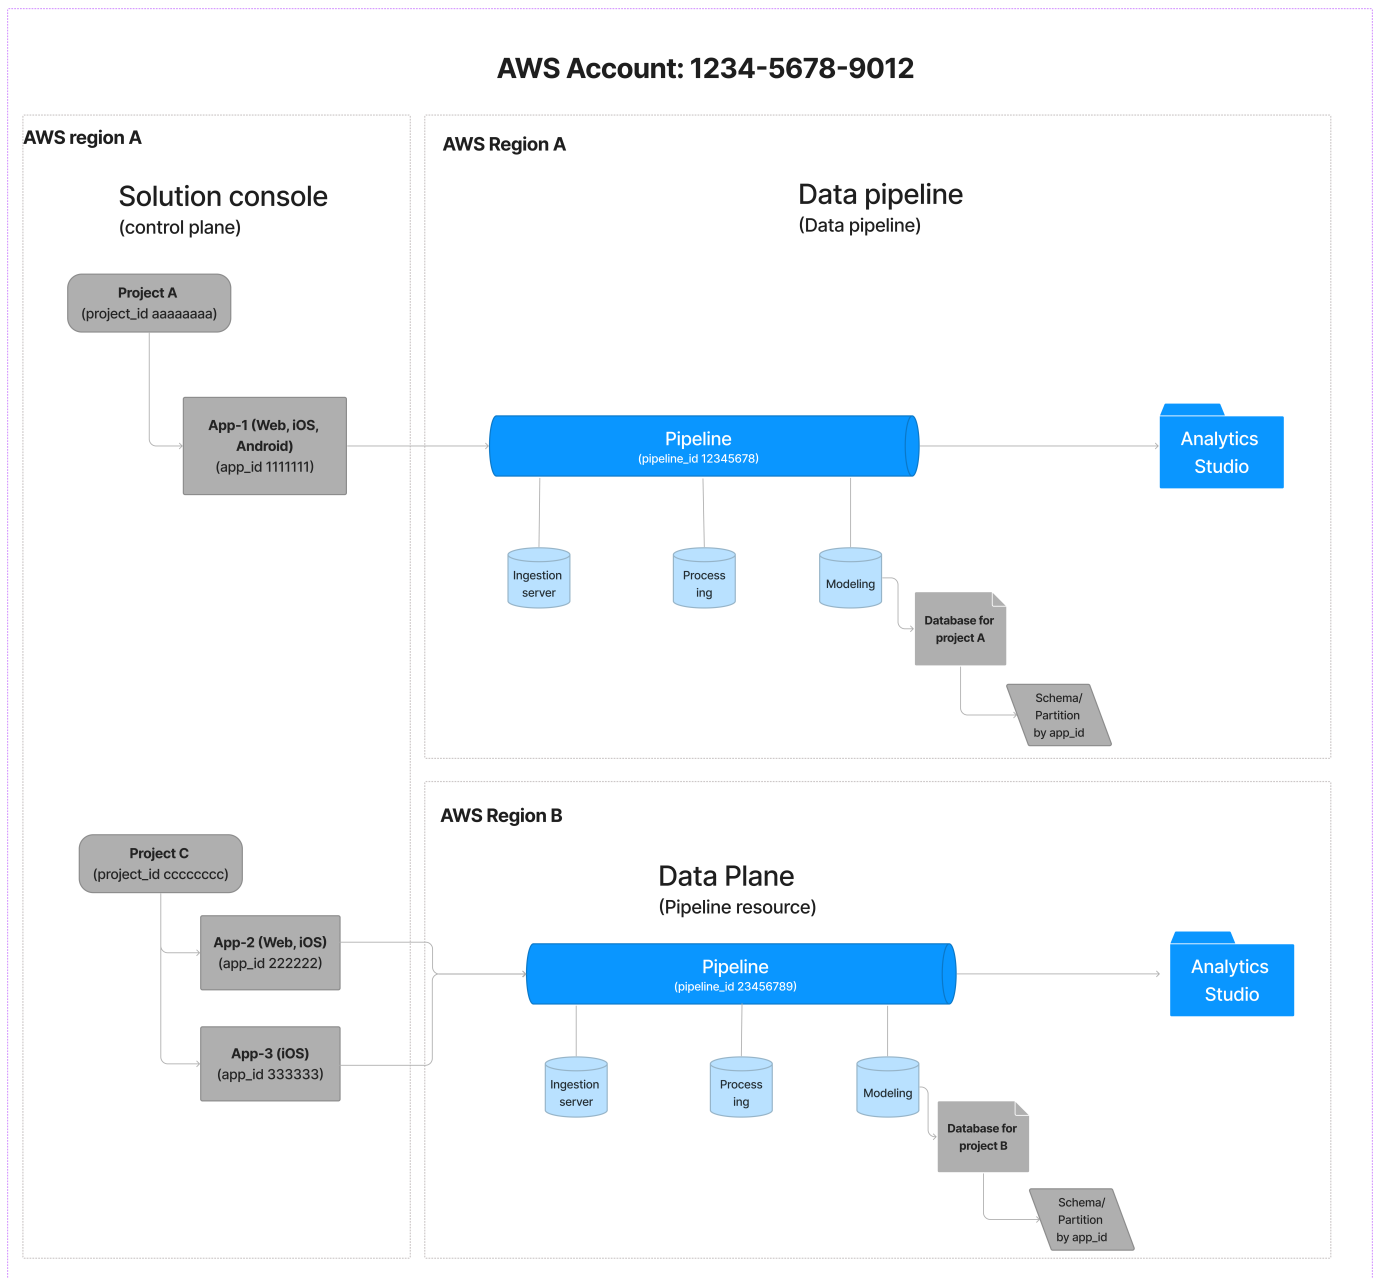 AWS Account: 1234-5678-9012
AWS region A
Solution console
(control plane)
Project A
(project_id aaaaaaaa)
App-1 (Web, iOS,
Android)
(app_id 1111111)
Project C
(project_id cccccccc)
App-2 (Web, iOS)
(app_id 222222)
App-3 (iOS)
(app_id 333333)
AWS Region A
Data pipeline
(Data pipeline)
Pipeline
(pipeline_id 12345678)
Analytics
Studio
Ingestion
server
Process
ing
Modeling
Database for
project A
Schema/
Partition
by app_id
AWS Region B
Data Plane
(Pipeline resource)
Pipeline
(pipeline_id 23456789)
Analytics
Studio
Ingestion
server
Process
ing
Modeling
Database for
project B
Schema/
Partition
by app_id